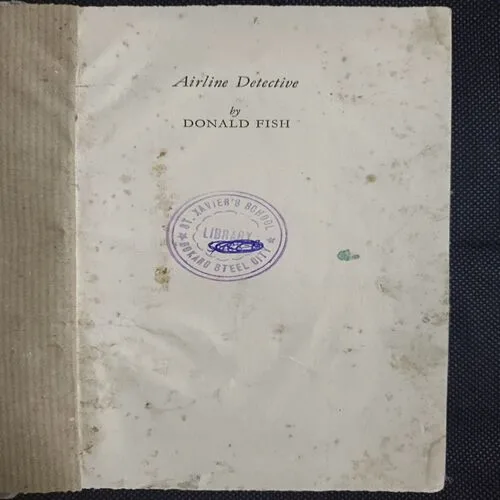 Airline Detective
by
DONALD FISH
ST. XAVIER'S SCHOOL
LIBRARY
BOKARO STEEL CITY